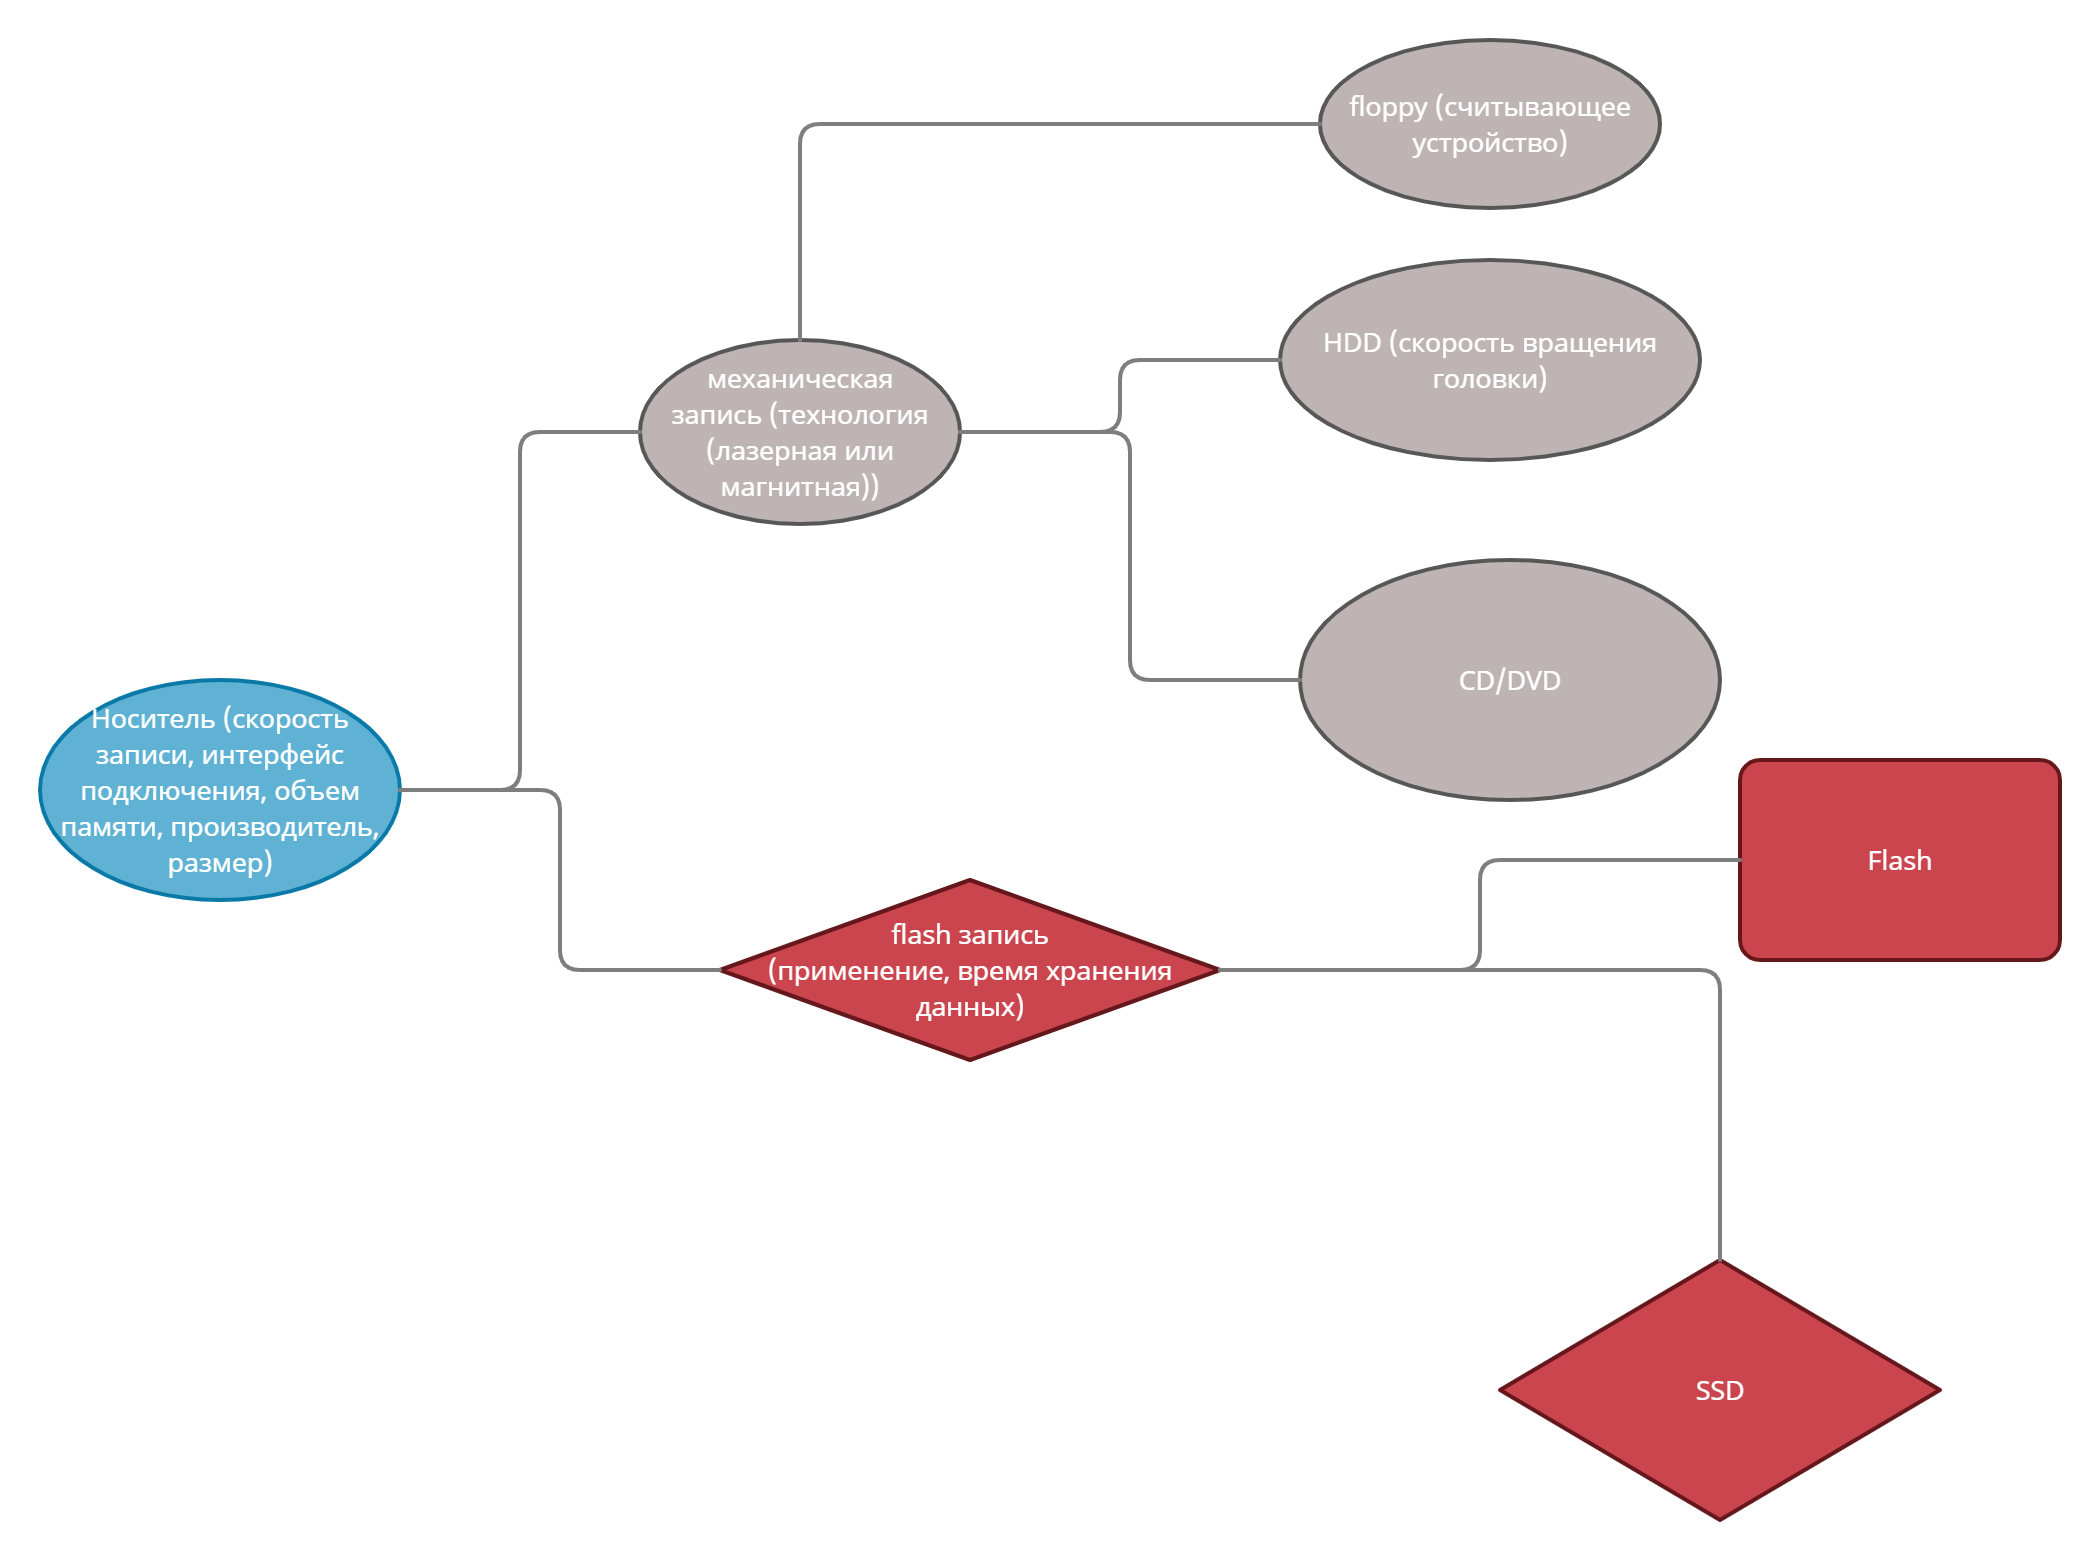 floppy (считывающее
устройство)
HDD (скорость вращения
головки)
механическая
запись (технология
(лазерная или
магнитная))
CD/DVD
Носитель (скорость
записи, интерфейс
подключения, объем
памяти, производитель,
размер)
Flash
flash запись
(применение, время хранения
данных)
SSD